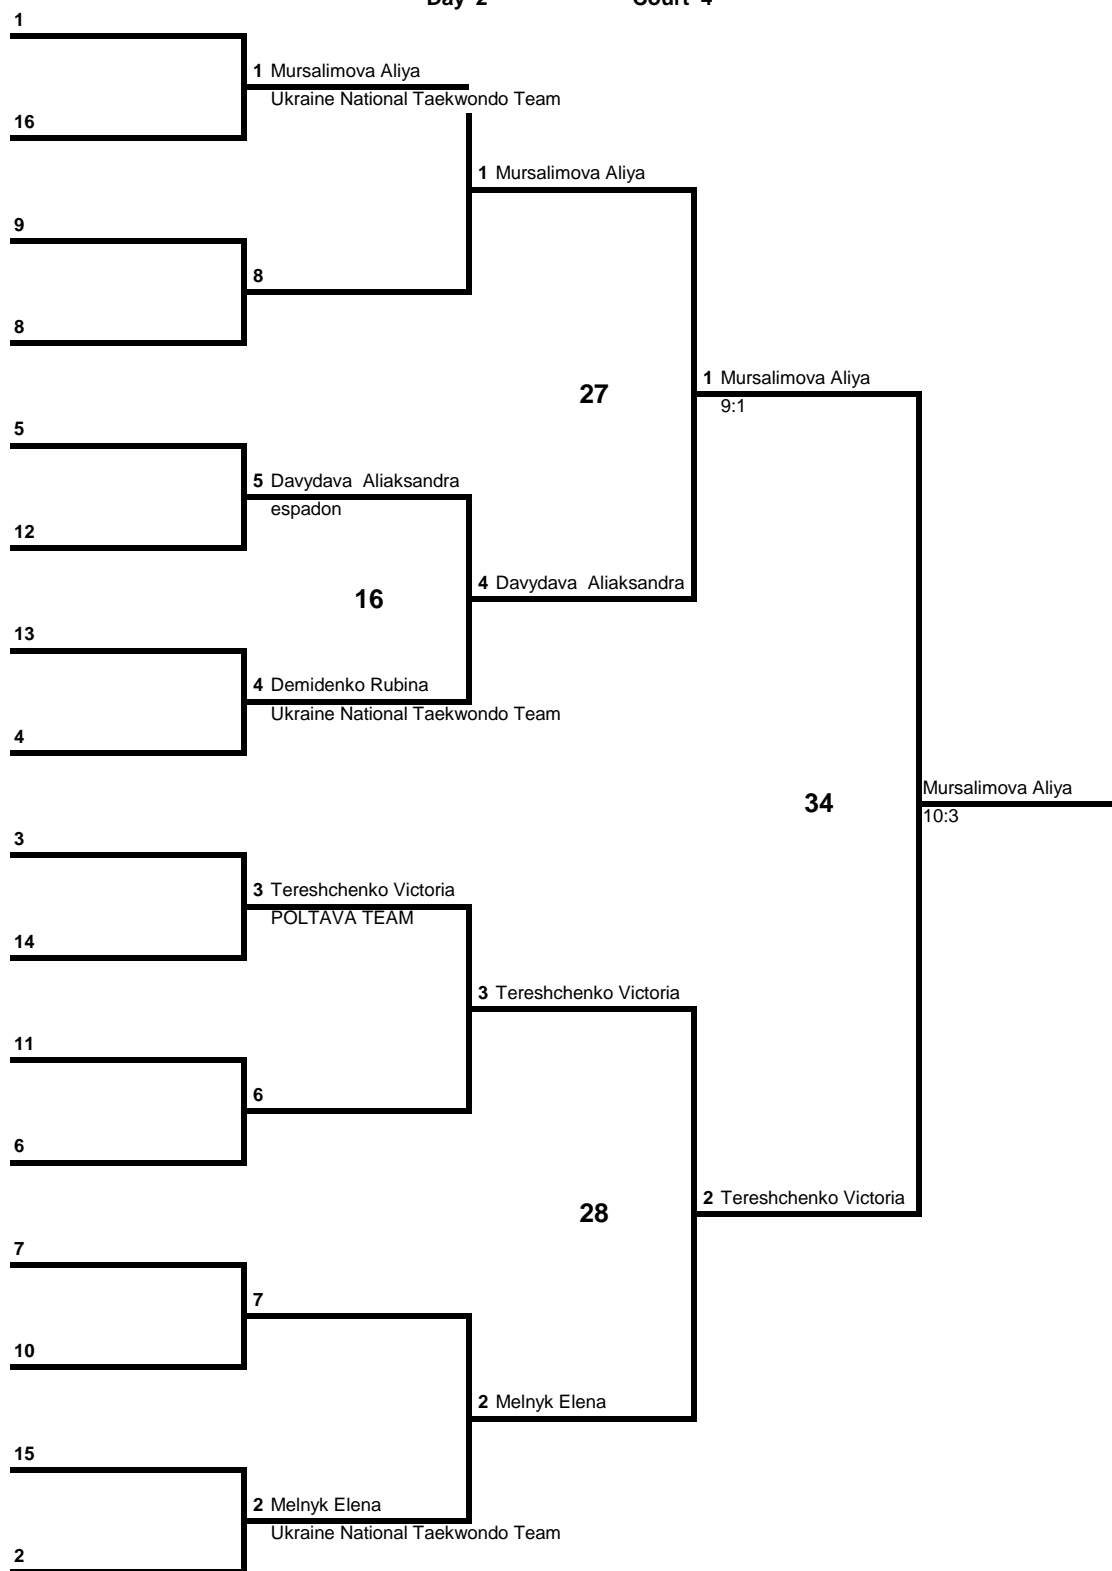 Day 2 Court 4
1
1 Mursalimova Aliya
Ukraine National Taekwondo Team
16
1 Mursalimova Aliya
9
8
8
27
1 Mursalimova Aliya
9:1
5
5 Davydava Aliaksandra
espadon
12
4 Davydava Aliaksandra
16
13
4 Demidenko Rubina
Ukraine National Taekwondo Team
4
34
Mursalimova Aliya
10:3
3
3 Tereshchenko Victoria
POLTAVA TEAM
14
3 Tereshchenko Victoria
11
6
6
28
2 Tereshchenko Victoria
7
7
10
2 Melnyk Elena
15
2 Melnyk Elena
Ukraine National Taekwondo Team
2